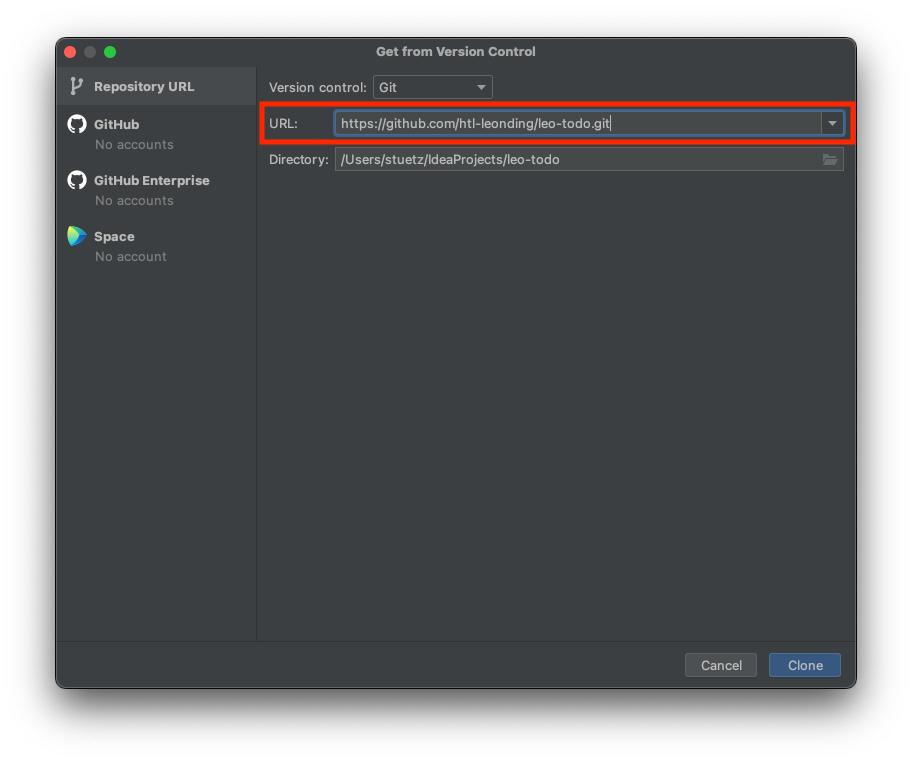 Get from Version Control
Repository URL
GitHub
No accounts
GitHub Enterprise
No accounts
Space
No account
Version control: Git
URL: https://github.com/htl-leonding/leo-todo.git
Directory: /Users/stuetz/IdeaProjects/leo-todo
Cancel Clone